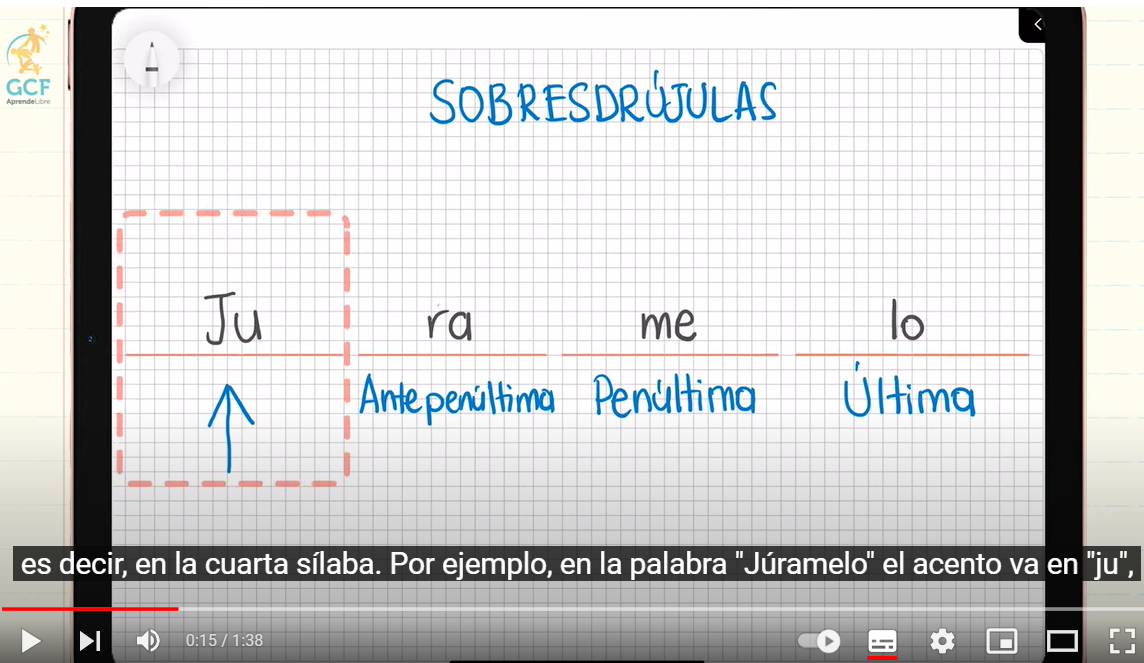 GCF
AprendeLibre
SOBRESDRÚJULAS
Ju ra me lo
Antepenúltima Penúltima Última
es decir, en la cuarta sílaba. Por ejemplo, en la palabra "Júramelo" el acento va en "ju",
0:15 / 1:38